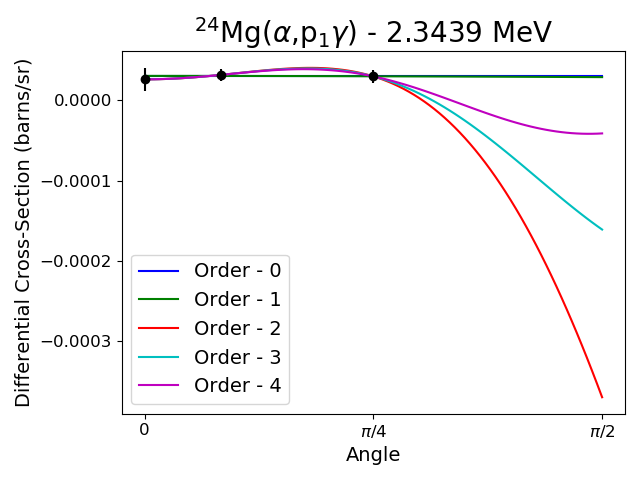 ²⁴Mg(α,p₁γ) - 2.3439 MeV
Differential Cross-Section (barns/sr)
0.0000
−0.0001
−0.0002
−0.0003
Order - 0
Order - 1
Order - 2
Order - 3
Order - 4
0 π/4 π/2
Angle